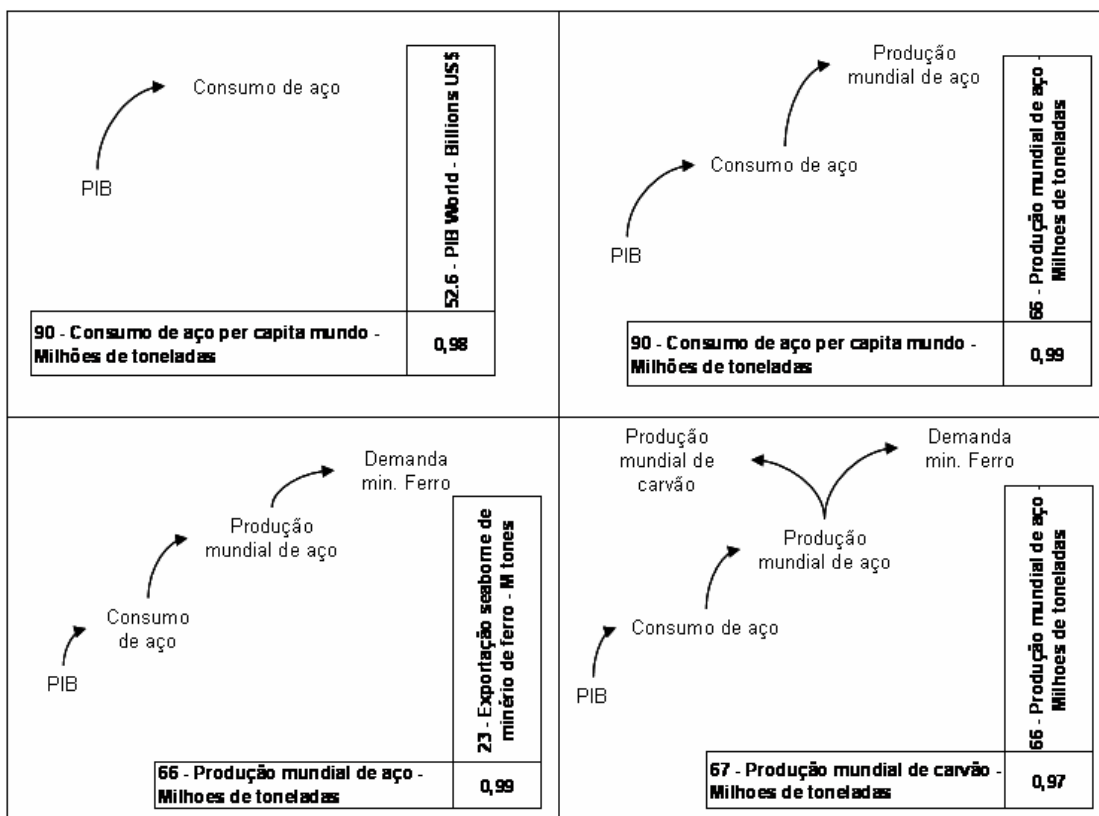 Consumo de aço
PIB
52.6 - PIB World - Billions US$
90 - Consumo de aço per capita mundo -
Milhões de toneladas
0,98
Produção
mundial de aço
Consumo de aço
PIB
66 - Produção mundial de aço -
Milhoes de toneladas
90 - Consumo de aço per capita mundo -
Milhões de toneladas
0,99
Demanda
min. Ferro
Produção
mundial de aço
Consumo
de aço
PIB
23 - Exportação seaborne de
minério de ferro - M tones
66 - Produção mundial de aço -
Milhoes de toneladas
0,99
Produção
mundial de
carvão
Demanda
min. Ferro
Produção
mundial de aço
Consumo de aço
PIB
66 - Produção mundial de aço -
Milhoes de toneladas
67 - Produção mundial de carvão -
Milhoes de toneladas
0,97